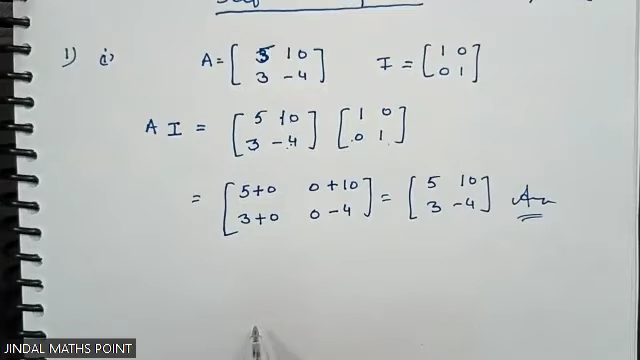 1) (i) A = [ 5 10 ] I = [ 1 0 ]
[ 3 -4 ] [ 0 1 ]
A I = [ 5 10 ] [ 1 0 ]
[ 3 -4 ] [ 0 1 ]
= [ 5+0 0+10 ] = [ 5 10 ] Ans
[ 3+0 0-4 ] [ 3 -4 ]
JINDAL MATHS POINT